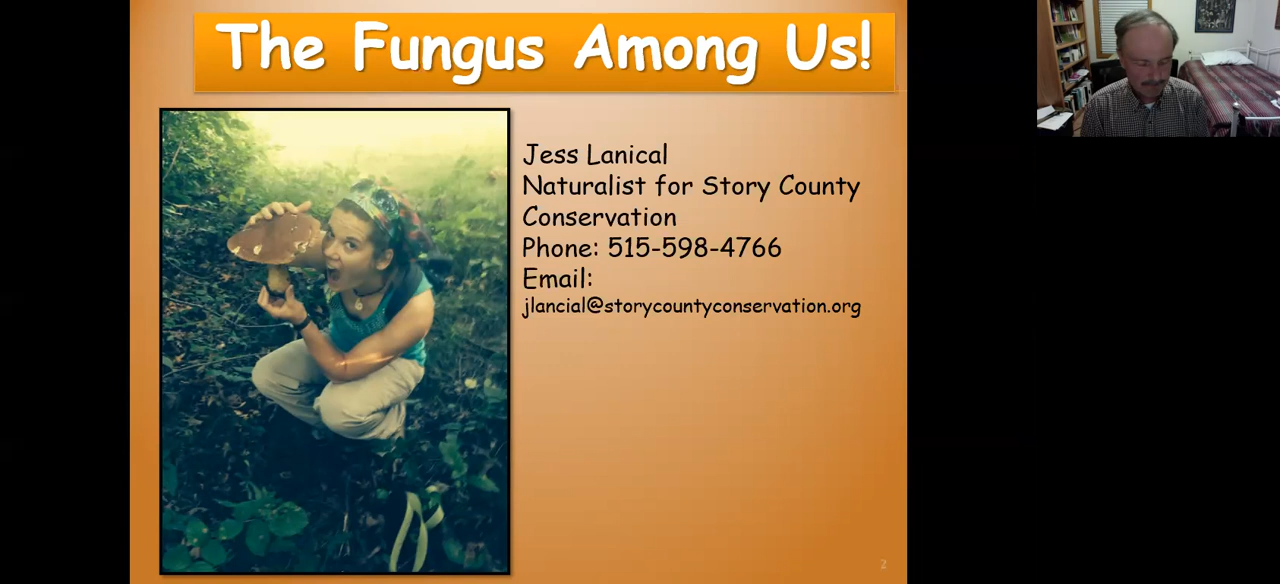 The Fungus Among Us!
Jess Lanical
Naturalist for Story County
Conservation
Phone: 515-598-4766
Email:
jlancial@storycountyconservation.org
2